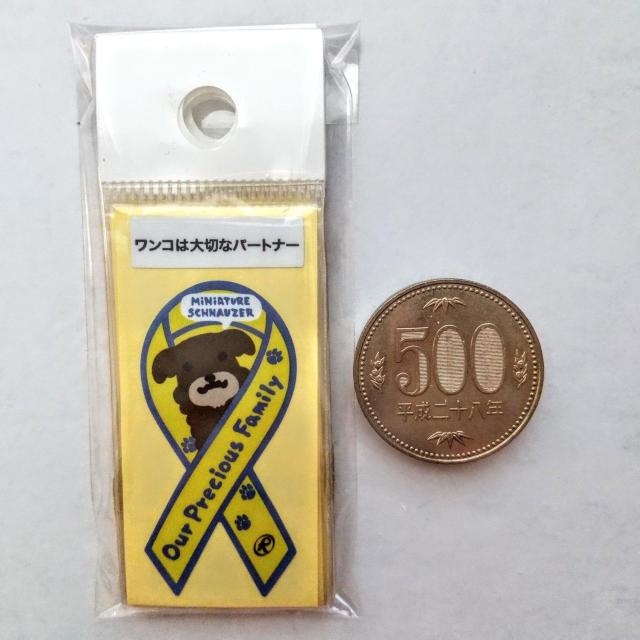 ワンコは大切なパートナー
MINIATURE
SCHNAUZER
Our Precious Family
500
平成二十八年